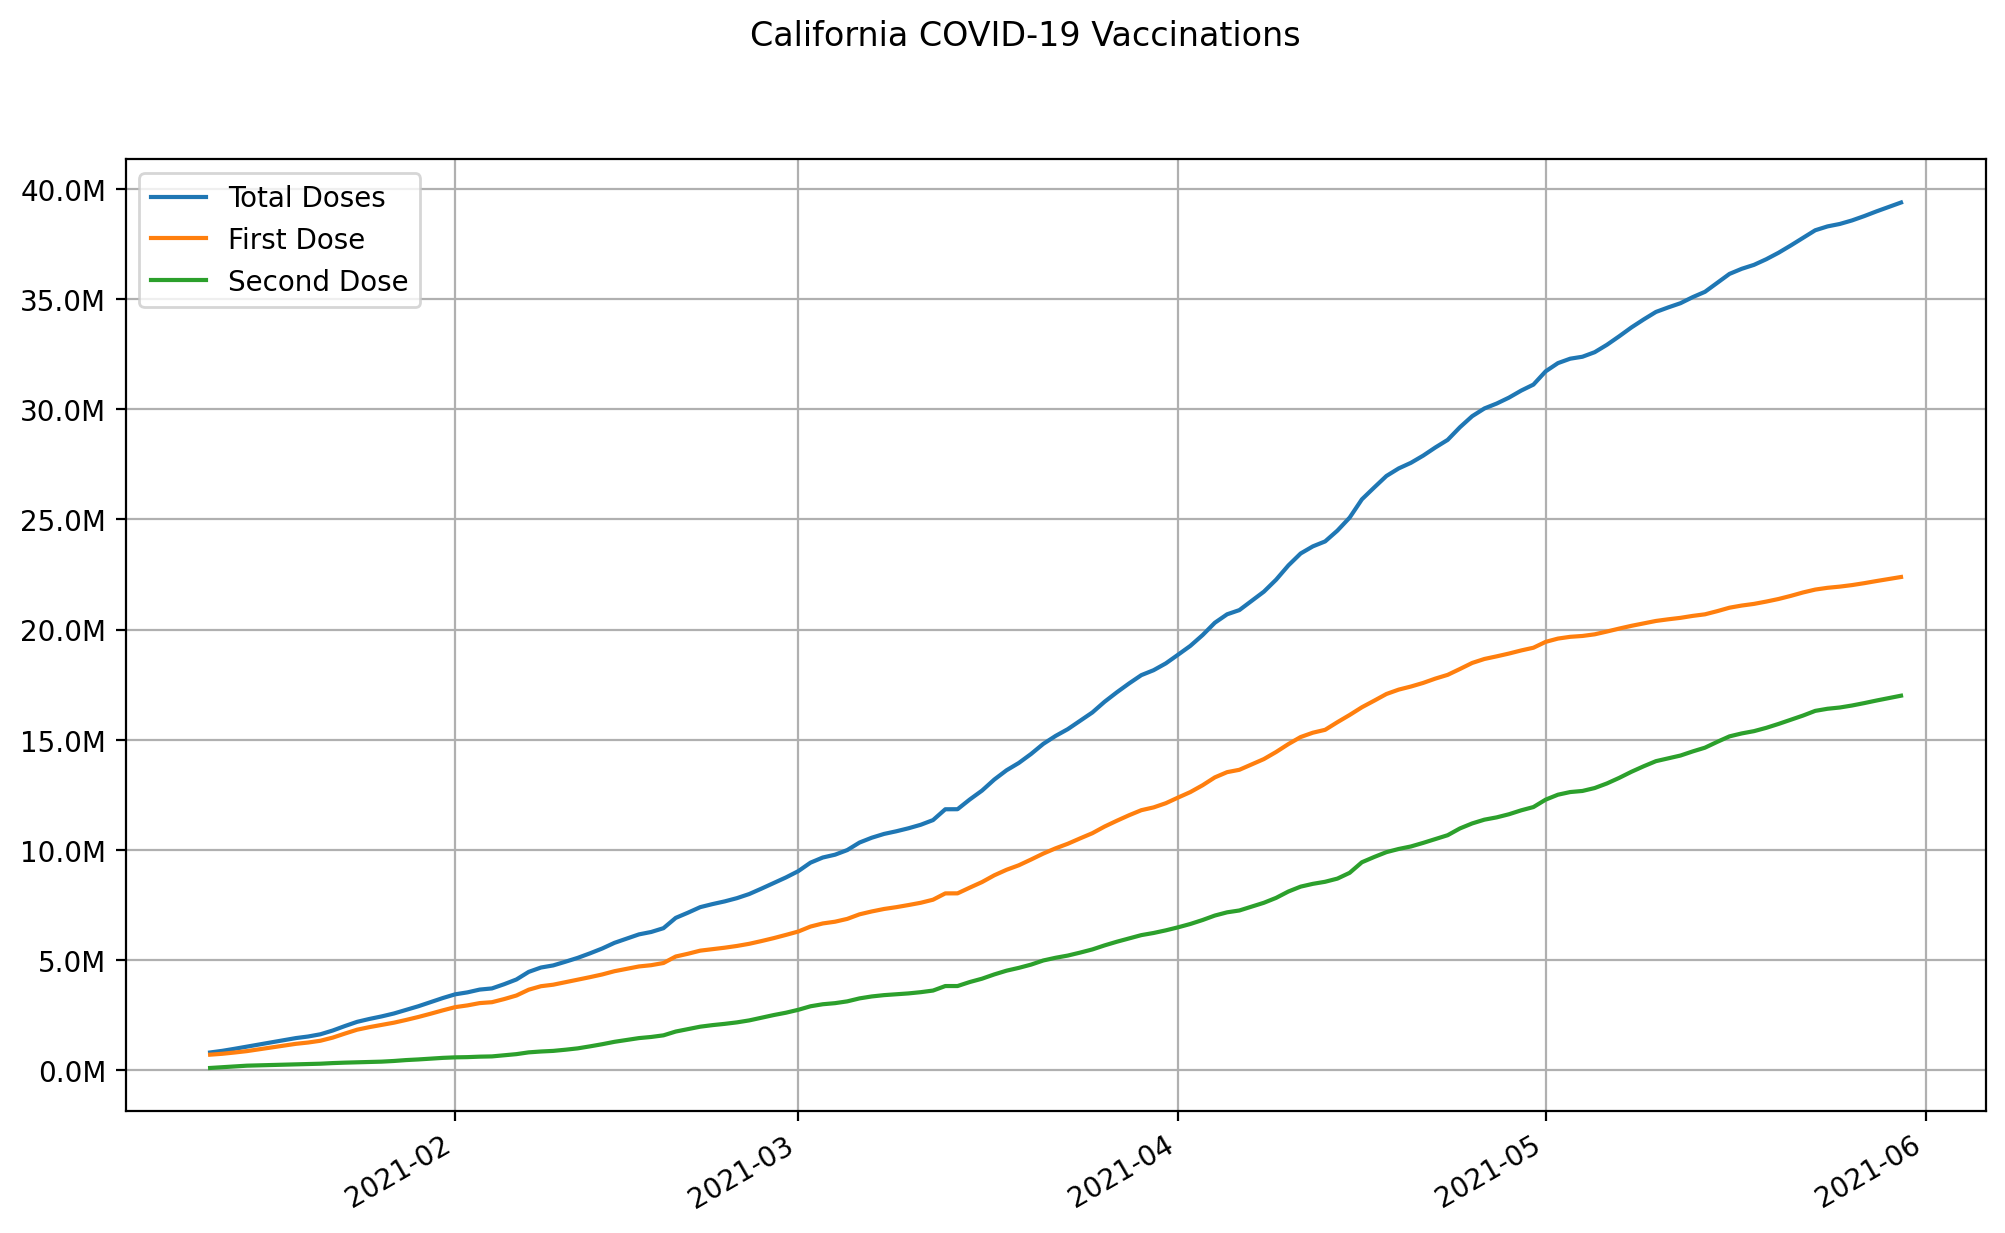 California COVID-19 Vaccinations
Total Doses
First Dose
Second Dose
40.0M
35.0M
30.0M
25.0M
20.0M
15.0M
10.0M
5.0M
0.0M
2021-02
2021-03
2021-04
2021-05
2021-06